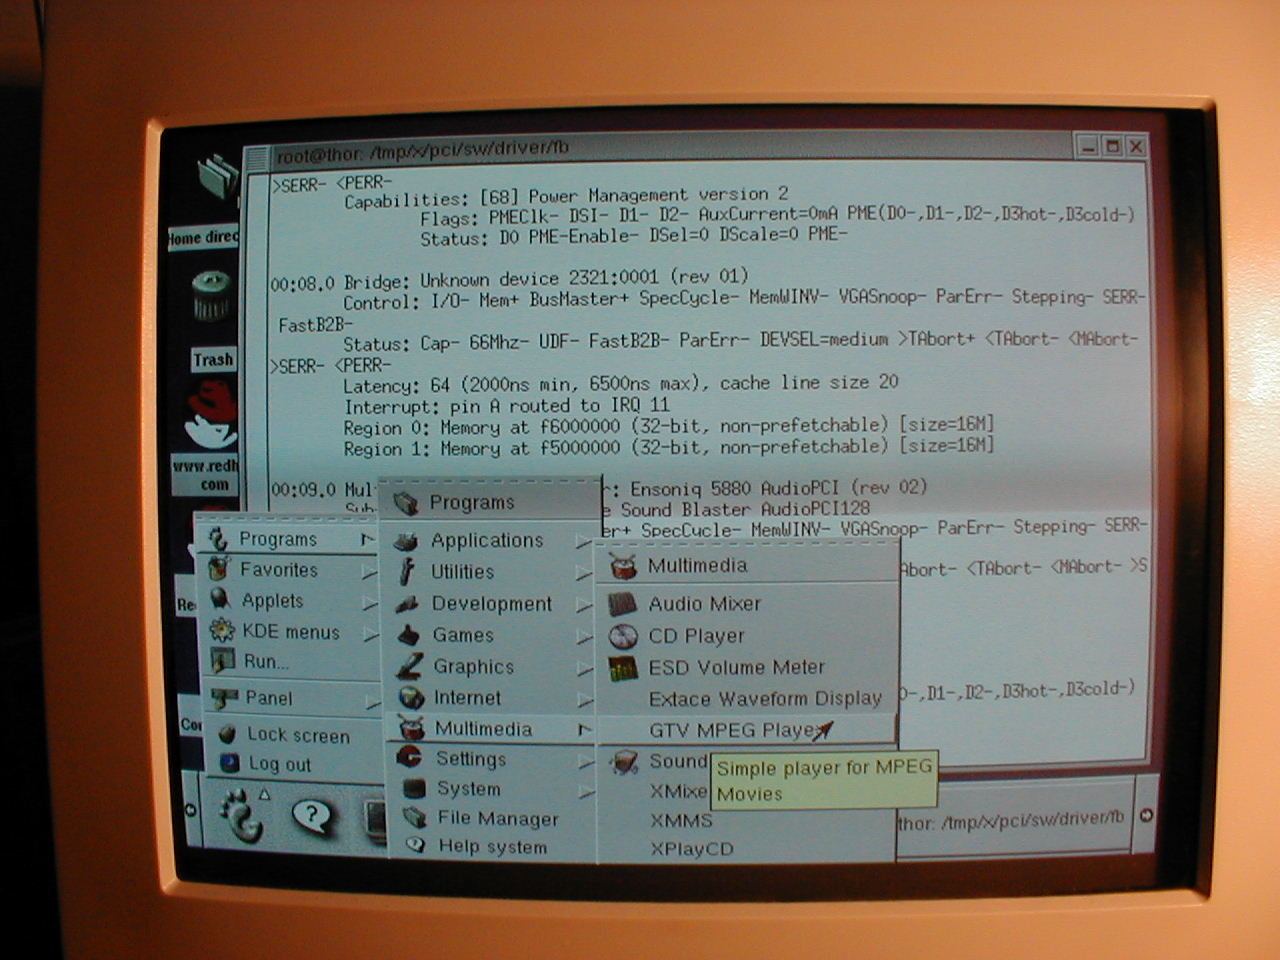 root@thor: /tmp/x/pci/sw/driver/fb
>SERR- <PERR-
Capabilities: [68] Power Management version 2
Flags: PMEClk- DSI- D1- D2- AuxCurrent=0mA PME(D0-,D1-,D2-,D3hot-,D3cold-)
Status: D0 PME-Enable- DSel=0 DScale=0 PME-
00:08.0 Bridge: Unknown device 2321:0001 (rev 01)
Control: I/O- Mem+ BusMaster+ SpecCycle- MemWINV- VGASnoop- ParErr- Stepping- SERR-
FastB2B-
Status: Cap- 66Mhz- UDF- FastB2B- ParErr- DEVSEL=medium >TAbort+ <TAbort- <MAbort-
>SERR- <PERR-
Latency: 64 (2000ns min, 6500ns max), cache line size 20
Interrupt: pin A routed to IRQ 11
Region 0: Memory at f6000000 (32-bit, non-prefetchable) [size=16M]
Region 1: Memory at f5000000 (32-bit, non-prefetchable) [size=16M]
00:09.0 Mul
: Ensoniq 5880 AudioPCI (rev 02)
e Sound Blaster AudioPCI128
er+ SpecCycle- MemWINV- VGASnoop- ParErr- Stepping- SERR-
Abort- <TAbort- <MAbort- >S
0-,D1-,D2-,D3hot-,D3cold-)
Home direc
Trash
www.redh
com
Programs
Favorites
Applets
KDE menus
Run...
Panel
Lock screen
Log out
Programs
Applications
Utilities
Development
Games
Graphics
Internet
Multimedia
Settings
System
File Manager
Help system
Multimedia
Audio Mixer
CD Player
ESD Volume Meter
Extace Waveform Display
GTV MPEG Player
Sound
XMixe
XMMS
XPlayCD
Simple player for MPEG
Movies
thor: /tmp/x/pci/sw/driver/fb